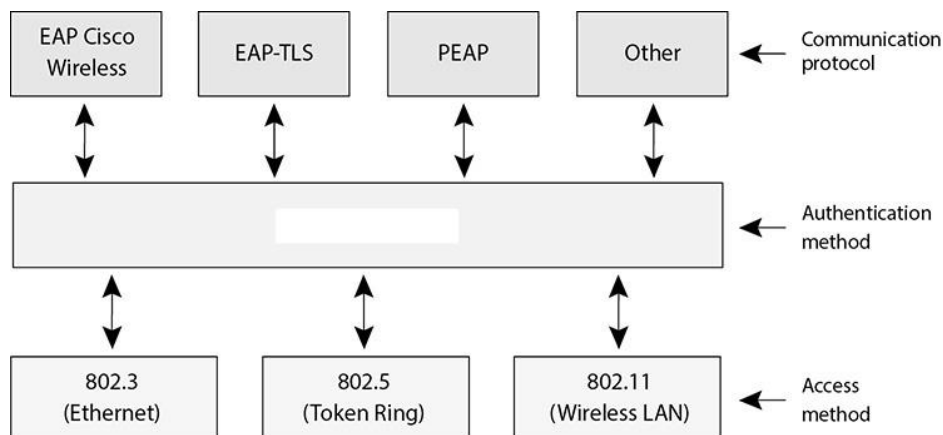 EAP Cisco
Wireless
EAP-TLS
PEAP
Other
Communication
protocol
Authentication
method
802.3
(Ethernet)
802.5
(Token Ring)
802.11
(Wireless LAN)
Access
method